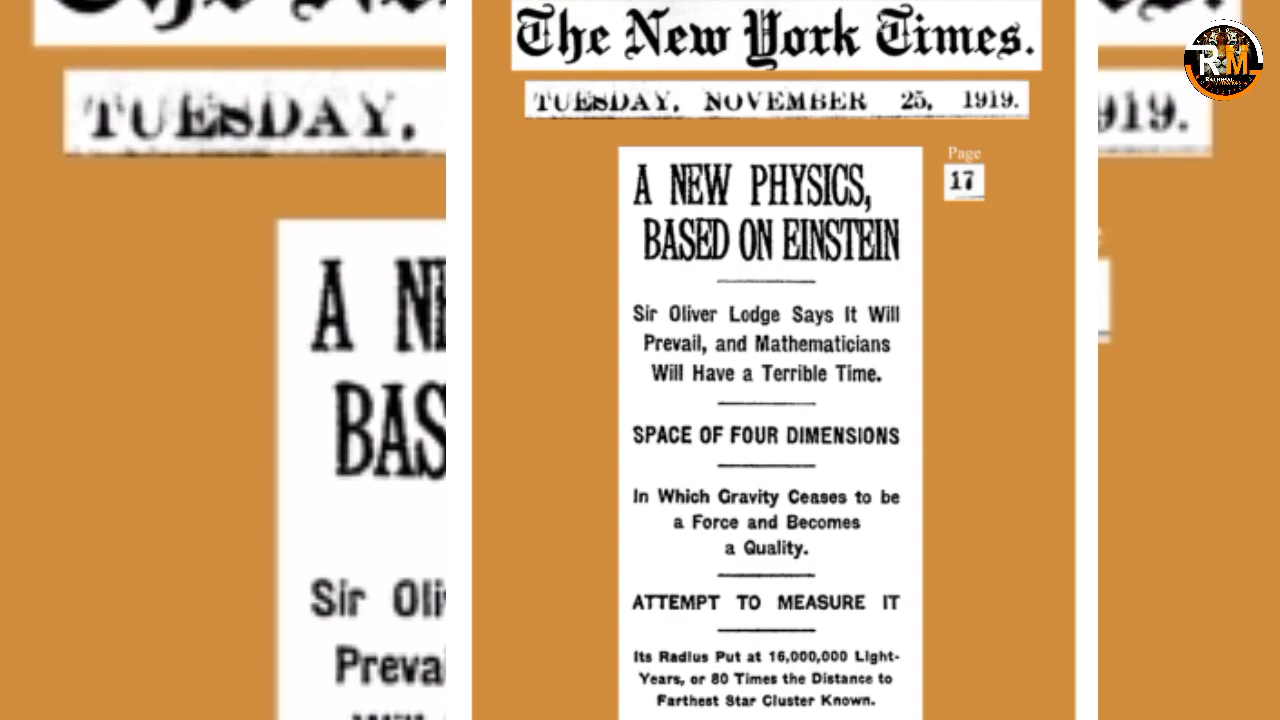 The New York Times.
TUESDAY, NOVEMBER 25, 1919.
Page
17
A NEW PHYSICS,
BASED ON EINSTEIN
Sir Oliver Lodge Says It Will
Prevail, and Mathematicians
Will Have a Terrible Time.
SPACE OF FOUR DIMENSIONS
In Which Gravity Ceases to be
a Force and Becomes
a Quality.
ATTEMPT TO MEASURE IT
Its Radius Put at 16,000,000 Light-
Years, or 80 Times the Distance to
Farthest Star Cluster Known.
TUESDAY,
A NE
BAS
Sir Oli
Preva
919.
R M